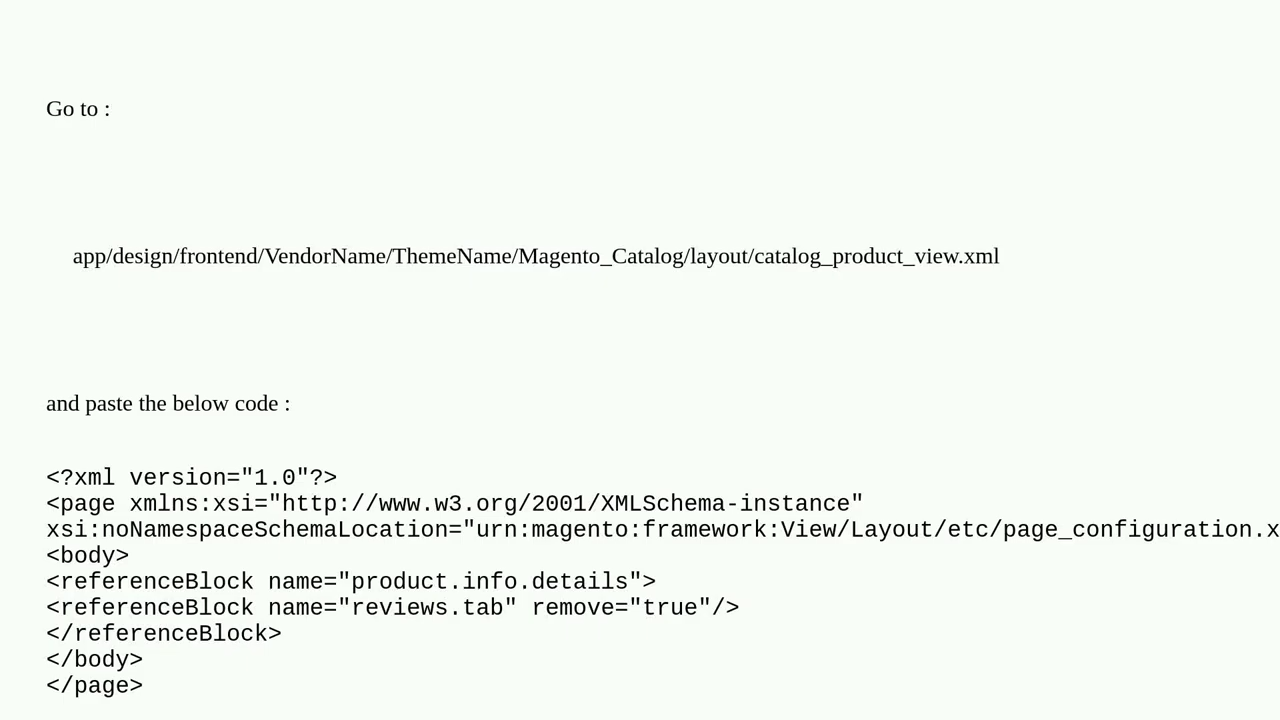 Go to :
app/design/frontend/VendorName/ThemeName/Magento_Catalog/layout/catalog_product_view.xml
and paste the below code :
<?xml version="1.0"?>
<page xmlns:xsi="http://www.w3.org/2001/XMLSchema-instance"
xsi:noNamespaceSchemaLocation="urn:magento:framework:View/Layout/etc/page_configuration.x
<body>
<referenceBlock name="product.info.details">
<referenceBlock name="reviews.tab" remove="true"/>
</referenceBlock>
</body>
</page>